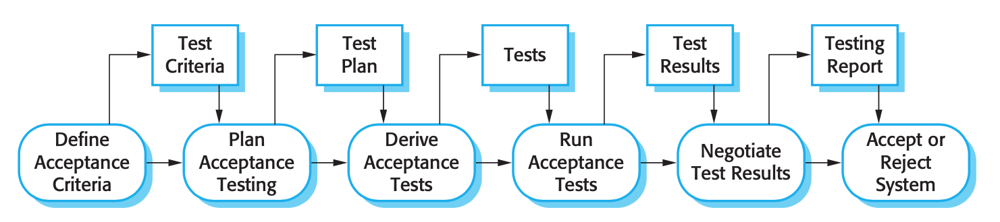 Test
Criteria
Test
Plan
Tests
Test
Results
Testing
Report
Define
Acceptance
Criteria
Plan
Acceptance
Testing
Derive
Acceptance
Tests
Run
Acceptance
Tests
Negotiate
Test Results
Accept or
Reject
System